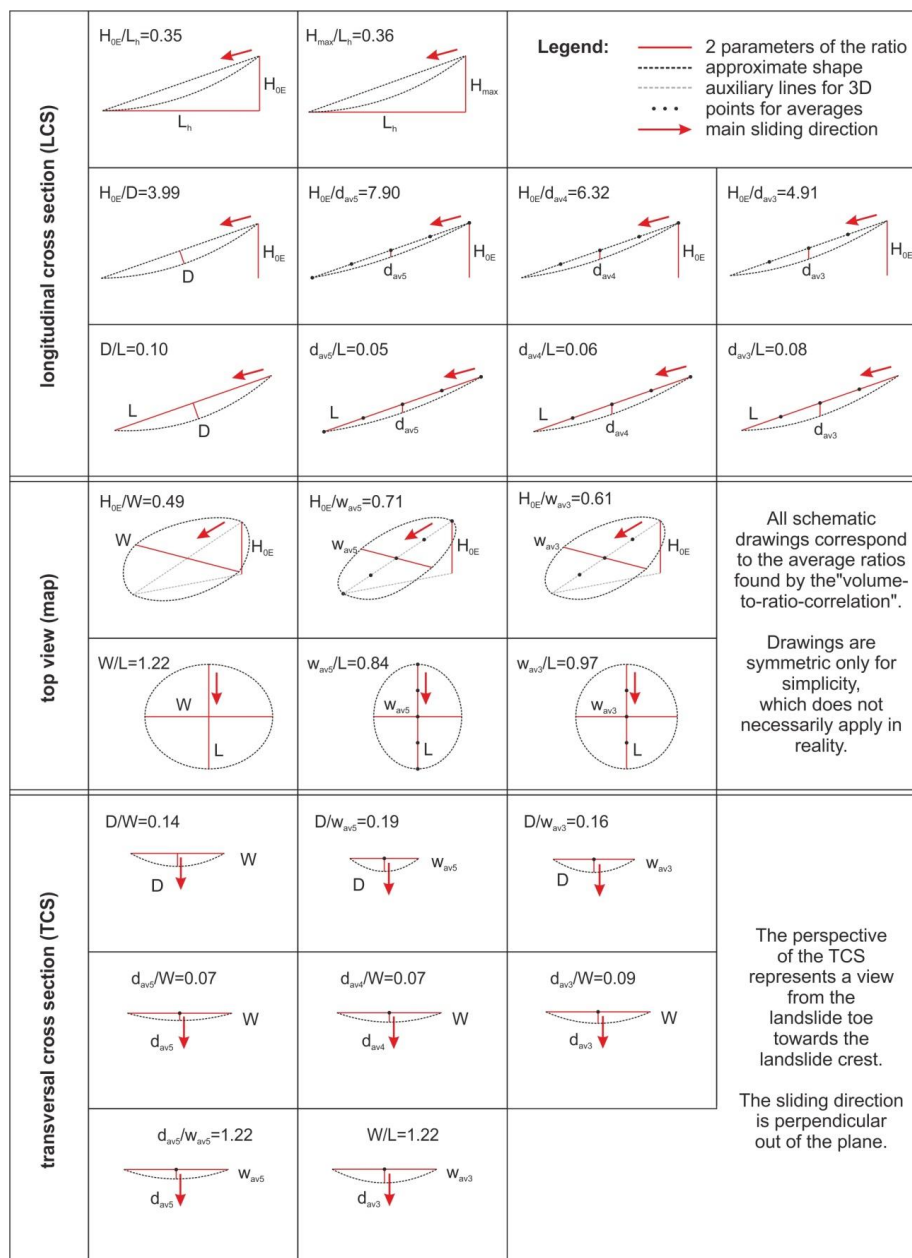 longitudinal cross section (LCS)
H0E/Lh=0.35
H0E
Lh
Hmax/Lh=0.36
Hmax
Lh
Legend:
2 parameters of the ratio
approximate shape
auxiliary lines for 3D
points for averages
main sliding direction
H0E/D=3.99
H0E
D
H0E/dav5=7.90
H0E
dav5
H0E/dav4=6.32
H0E
dav4
H0E/dav3=4.91
H0E
dav3
D/L=0.10
L
D
dav5/L=0.05
L
dav5
dav4/L=0.06
L
dav4
dav3/L=0.08
L
dav3
top view (map)
H0E/W=0.49
W
H0E
H0E/wav5=0.71
wav5
H0E
H0E/wav3=0.61
wav3
H0E
All schematic
drawings correspond
to the average ratios
found by the"volume-
to-ratio-correlation".
Drawings are
symmetric only for
simplicity,
which does not
necessarily apply in
reality.
W/L=1.22
W
L
wav5/L=0.84
wav5
L
wav3/L=0.97
wav3
L
transversal cross section (TCS)
D/W=0.14
W
D
D/wav5=0.19
wav5
D
D/wav3=0.16
wav3
D
The perspective
of the TCS
represents a view
from the
landslide toe
towards the
landslide crest.
The sliding direction
is perpendicular
out of the plane.
dav5/W=0.07
W
dav5
dav4/W=0.07
W
dav4
dav3/W=0.09
W
dav3
dav5/wav5=1.22
wav5
dav5
W/L=1.22
wav3
dav3